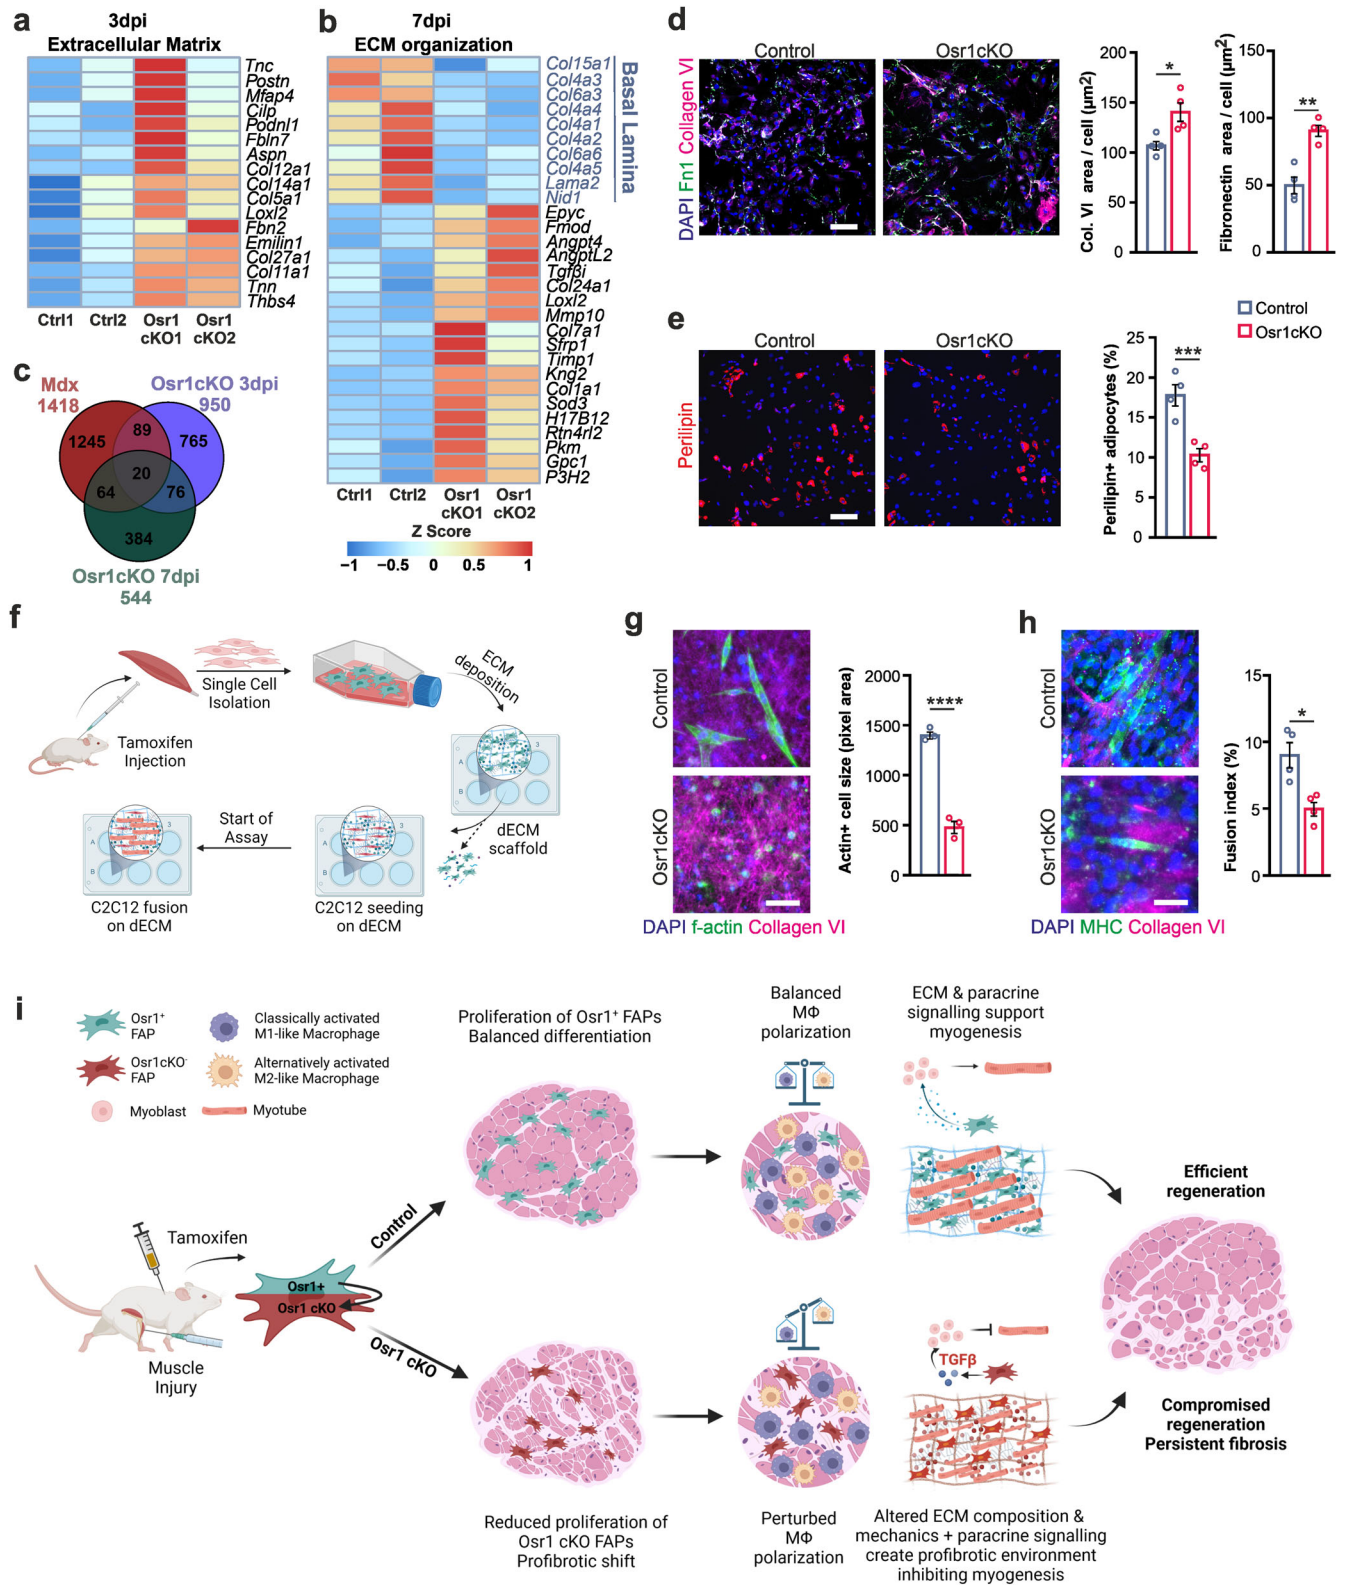 a
3dpi
Extracellular Matrix
Tnc
Postn
Mfap4
Cilp
Podnl1
Fbln7
Aspn
Col12a1
Col14a1
Col5a1
Loxl2
Fbn2
Emilin1
Col27a1
Col11a1
Tnn
Thbs4
Ctrl1 Ctrl2 Osr1 Osr1
cKO1 cKO2
b
7dpi
ECM organization
Col15a1
Col4a3
Col6a3
Col4a4
Col4a1
Col4a2
Col6a6
Col4a5
Lama2
Nid1
Basal Lamina
Epyc
Fmod
Angpt4
AngptL2
Tgfβi
Col24a1
Loxl2
Mmp10
Col7a1
Sfrp1
Timp1
Kng2
Col1a1
Sod3
H17B12
Rtn4rl2
Pkm
Gpc1
P3H2
Ctrl1 Ctrl2 Osr1 Osr1
cKO1 cKO2
Z Score
−1 −0.5 0 0.5 1
c
Mdx
1418
Osr1cKO 3dpi
950
1245 89 765
20
64 76
384
Osr1cKO 7dpi
544
d
Control Osr1cKO
DAPI Fn1 Collagen VI
Col. VI area / cell (µm2)
200
150
100
50
0
*
Fibronectin area / cell (µm²)
150
100
50
0
**
Control
Osr1cKO
e
Control Osr1cKO
Perilipin
Perilipin+ adipocytes (%)
25
20
15
10
5
0
***
f
Tamoxifen
Injection
Single Cell
Isolation
ECM
deposition
3
A
B
dECM
scaffold
3
A
B
C2C12 seeding
on dECM
Start of
Assay
3
A
B
C2C12 fusion
on dECM
g
Control
Osr1cKO
DAPI f-actin Collagen VI
Actin+ cell size (pixel area)
2000
1500
1000
500
0
****
h
Control
Osr1cKO
DAPI MHC Collagen VI
Fusion index (%)
15
10
5
0
*
i
Osr1⁺
FAP
Classically activated
M1-like Macrophage
Osr1cKO⁻
FAP
Alternatively activated
M2-like Macrophage
Myoblast
Myotube
Muscle
Injury
Tamoxifen
Osr1+
Osr1 cKO
Control
Osr1 cKO
Proliferation of Osr1⁺ FAPs
Balanced differentiation
Balanced
MΦ
polarization
ECM & paracrine
signalling support
myogenesis
Efficient
regeneration
TGFβ
Compromised
regeneration
Persistent fibrosis
Reduced proliferation of
Osr1 cKO FAPs
Profibrotic shift
Perturbed
MΦ
polarization
Altered ECM composition &
mechanics + paracrine signalling
create profibrotic environment
inhibiting myogenesis